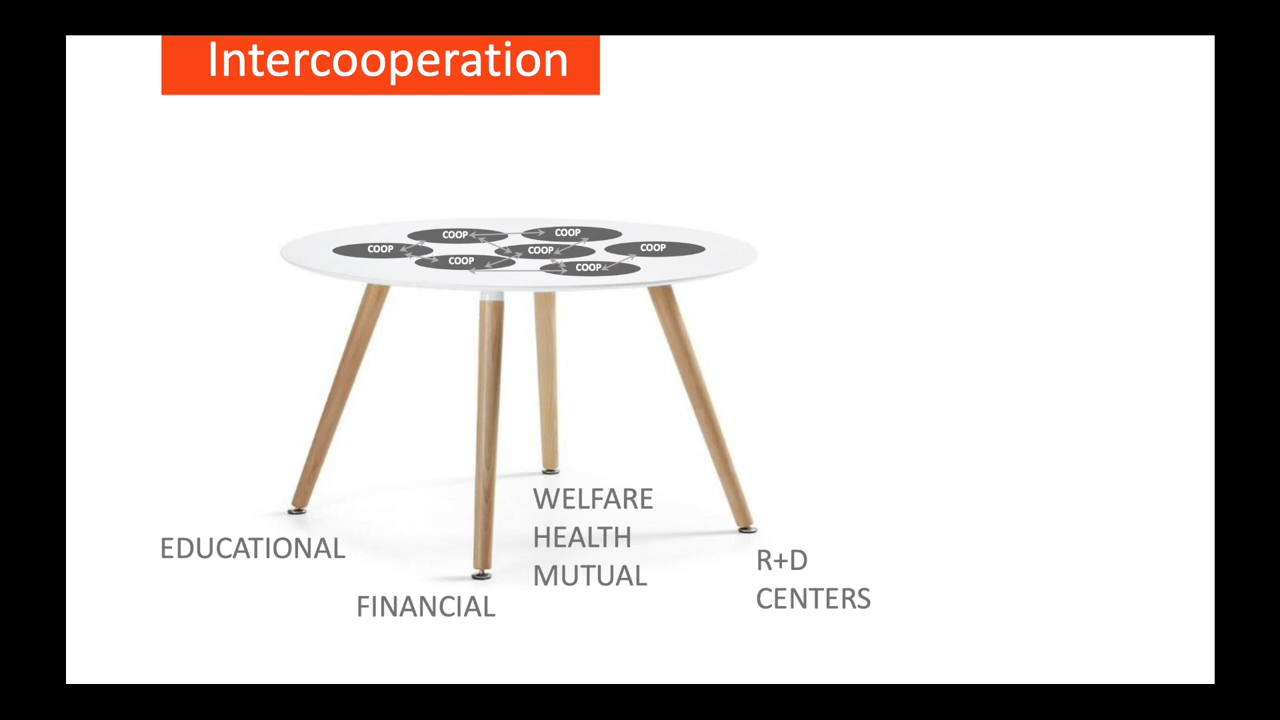 Intercooperation
COOP
COOP
COOP
COOP
COOP
COOP
COOP
EDUCATIONAL
FINANCIAL
WELFARE
HEALTH
MUTUAL
R+D
CENTERS